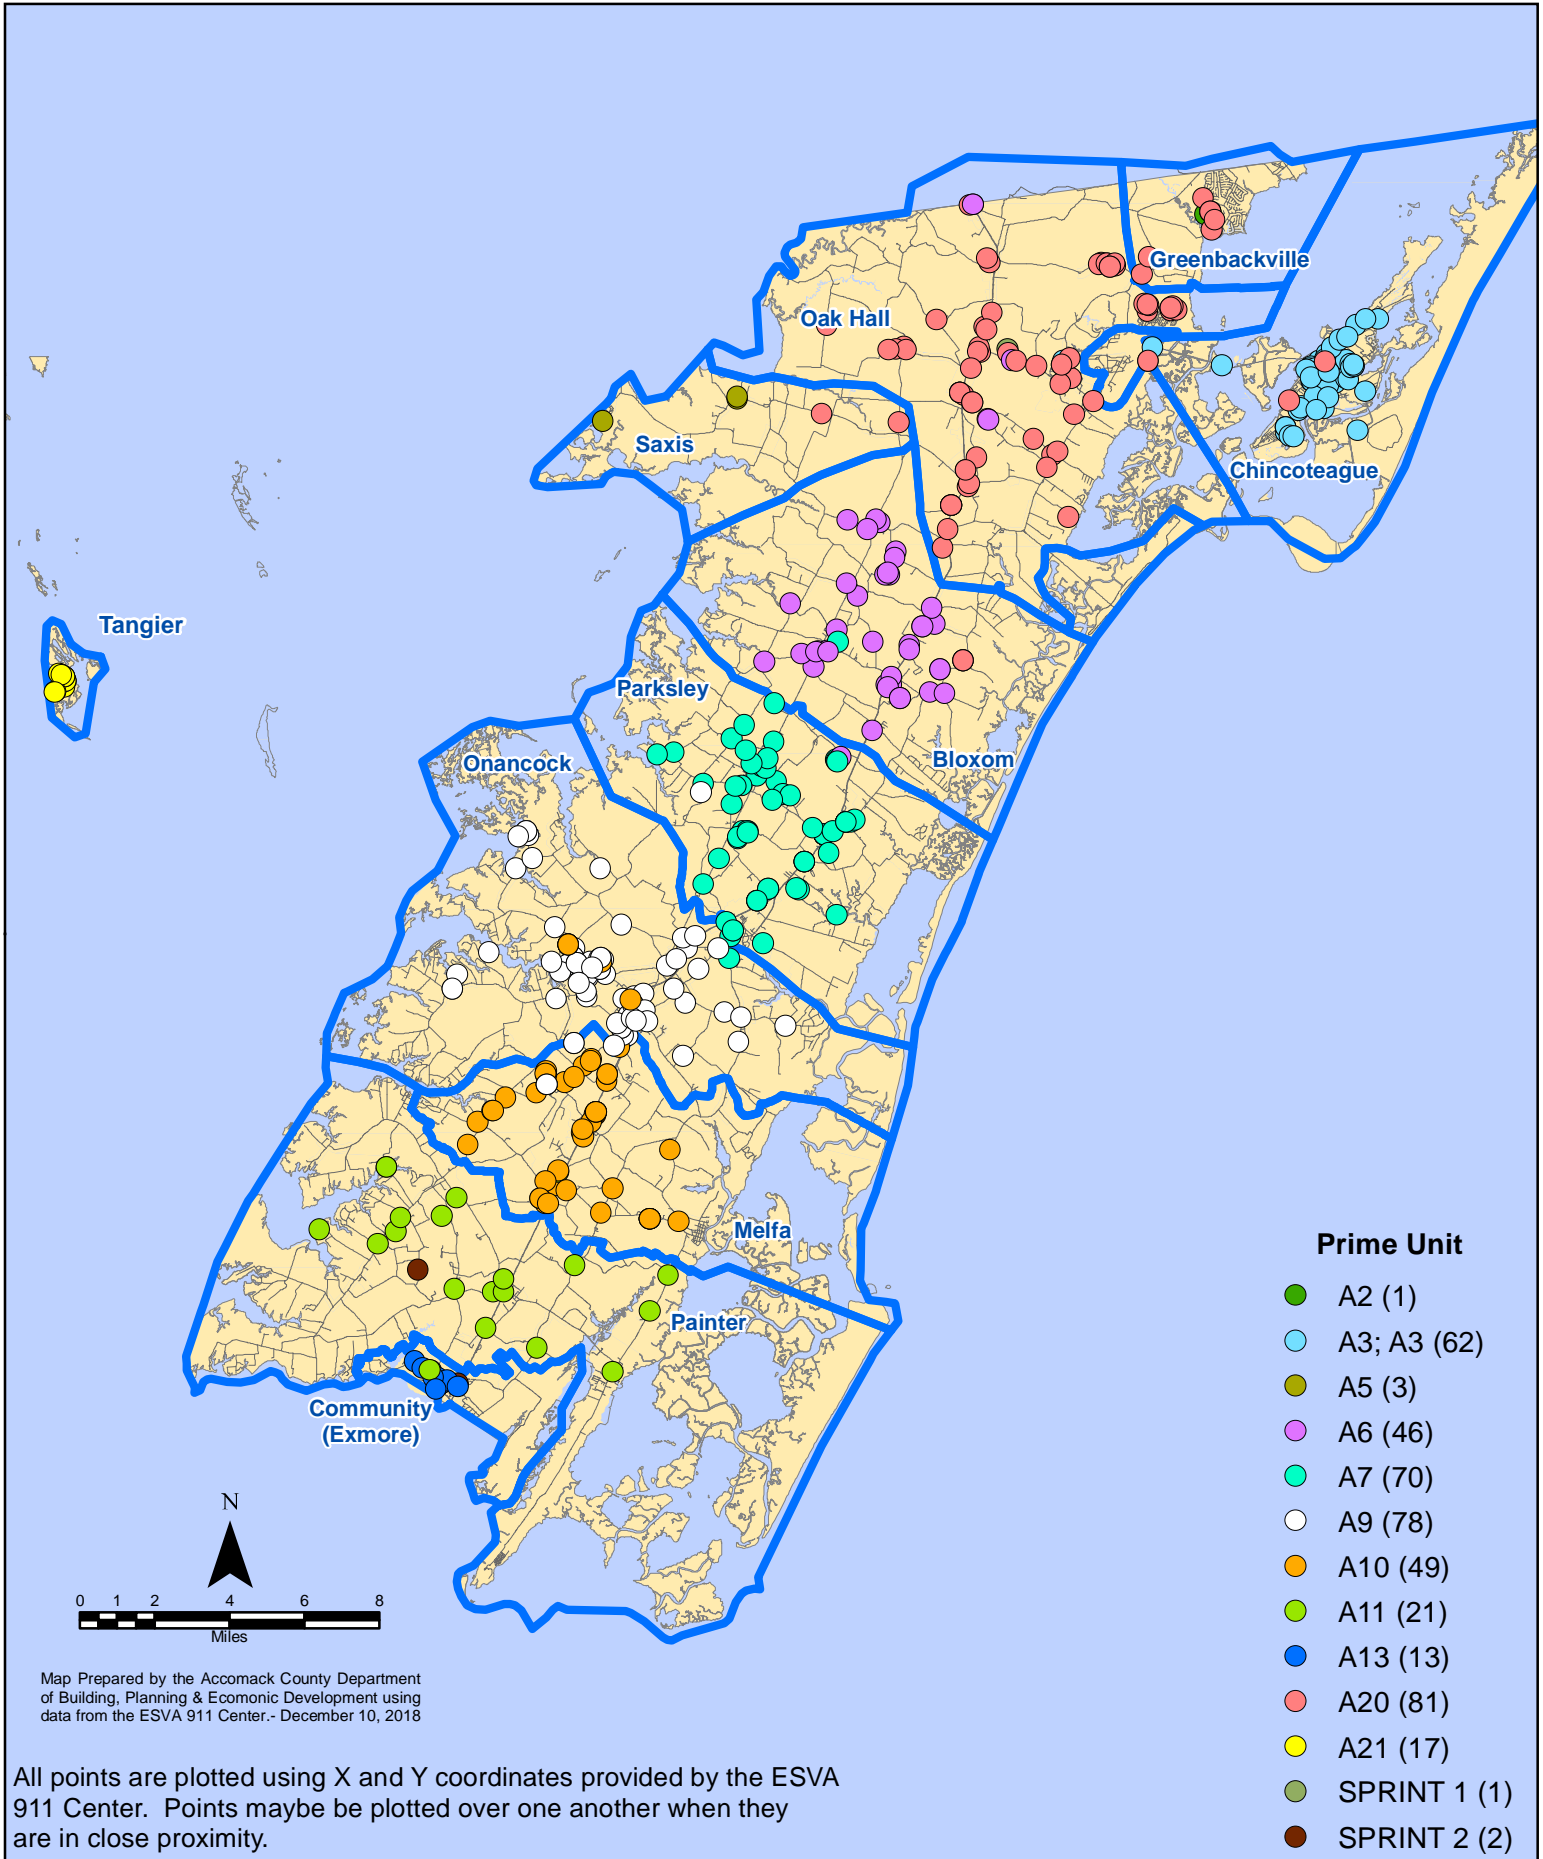 Greenbackville
Oak Hall
Saxis
Chincoteague
Tangier
Parksley
Bloxom
Onancock
Melfa
Painter
Community
(Exmore)
Prime Unit
A2 (1)
A3; A3 (62)
A5 (3)
A6 (46)
A7 (70)
A9 (78)
A10 (49)
A11 (21)
A13 (13)
A20 (81)
A21 (17)
SPRINT 1 (1)
SPRINT 2 (2)
N
0 1 2 4 6 8
Miles
Map Prepared by the Accomack County Department
of Building, Planning & Ecomonic Development using
data from the ESVA 911 Center.- December 10, 2018
All points are plotted using X and Y coordinates provided by the ESVA
911 Center. Points maybe be plotted over one another when they
are in close proximity.